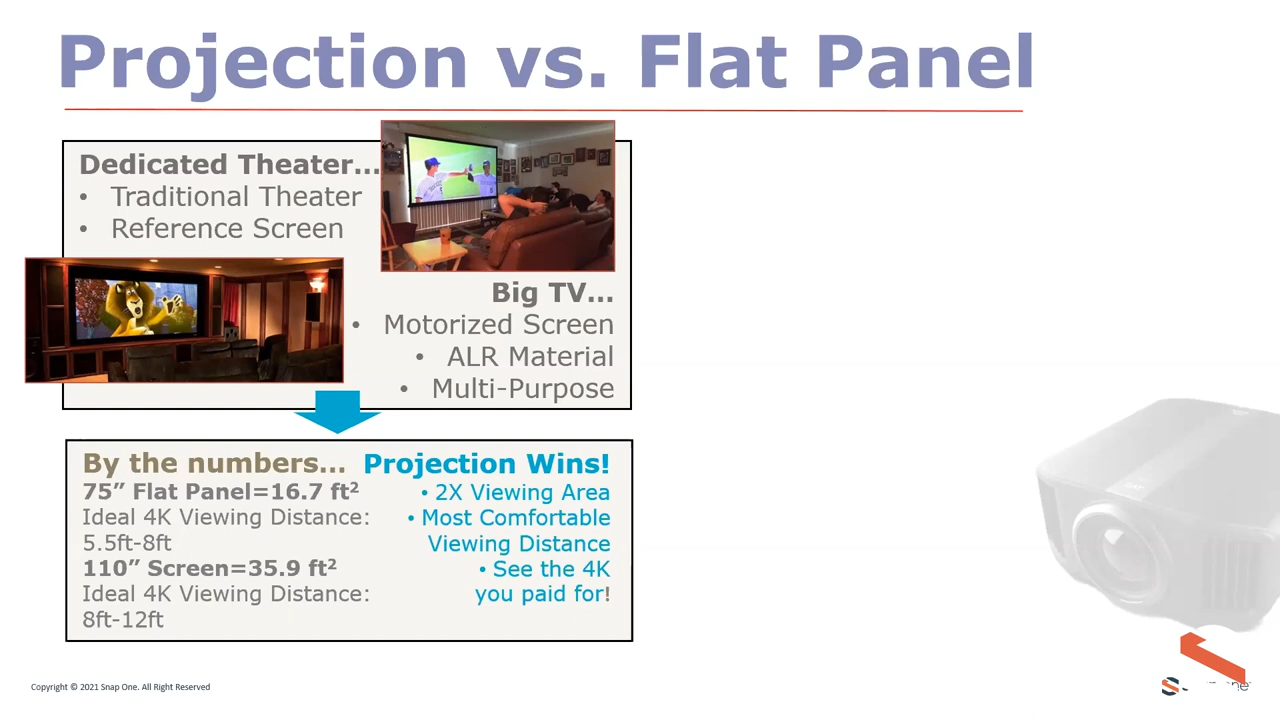 Projection vs. Flat Panel
Dedicated Theater...
• Traditional Theater
• Reference Screen
Big TV...
• Motorized Screen
• ALR Material
• Multi-Purpose
By the numbers...
75” Flat Panel=16.7 ft²
Ideal 4K Viewing Distance:
5.5ft-8ft
110” Screen=35.9 ft²
Ideal 4K Viewing Distance:
8ft-12ft
Projection Wins!
• 2X Viewing Area
• Most Comfortable
Viewing Distance
• See the 4K
you paid for!
Copyright © 2021 Snap One. All Right Reserved